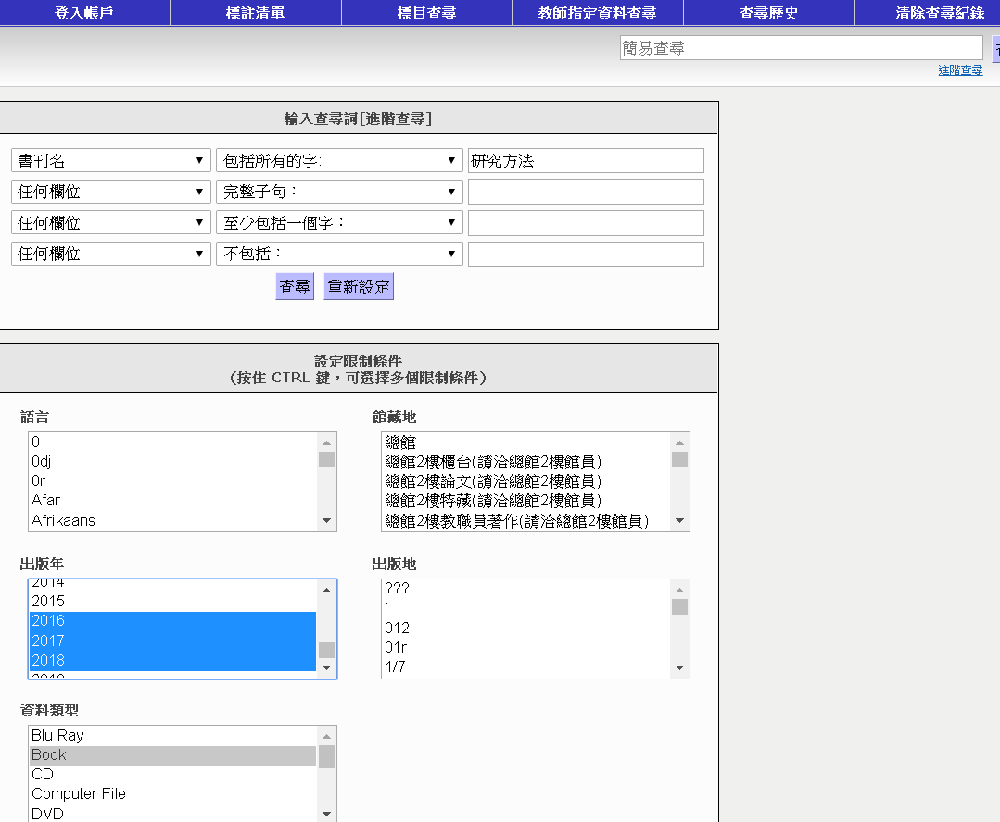 登入帳戶 標註清單 標目查尋 教師指定資料查尋 查尋歷史 清除查尋紀錄
簡易查尋
進階查尋
輸入查尋詞[進階查尋]
書刊名 包括所有的字: 研究方法
任何欄位 完整子句：
任何欄位 至少包括一個字：
任何欄位 不包括：
查尋 重新設定
設定限制條件
(按住 CTRL 鍵，可選擇多個限制條件)
語言
0
0dj
0r
Afar
Afrikaans
館藏地
總館
總館2樓櫃台(請洽總館2樓館員)
總館2樓論文(請洽總館2樓館員)
總館2樓特藏(請洽總館2樓館員)
總館2樓教職員著作(請洽總館2樓館員)
出版年
2014
2015
2016
2017
2018
2019
出版地
???
`
012
01r
1/7
資料類型
Blu Ray
Book
CD
Computer File
DVD